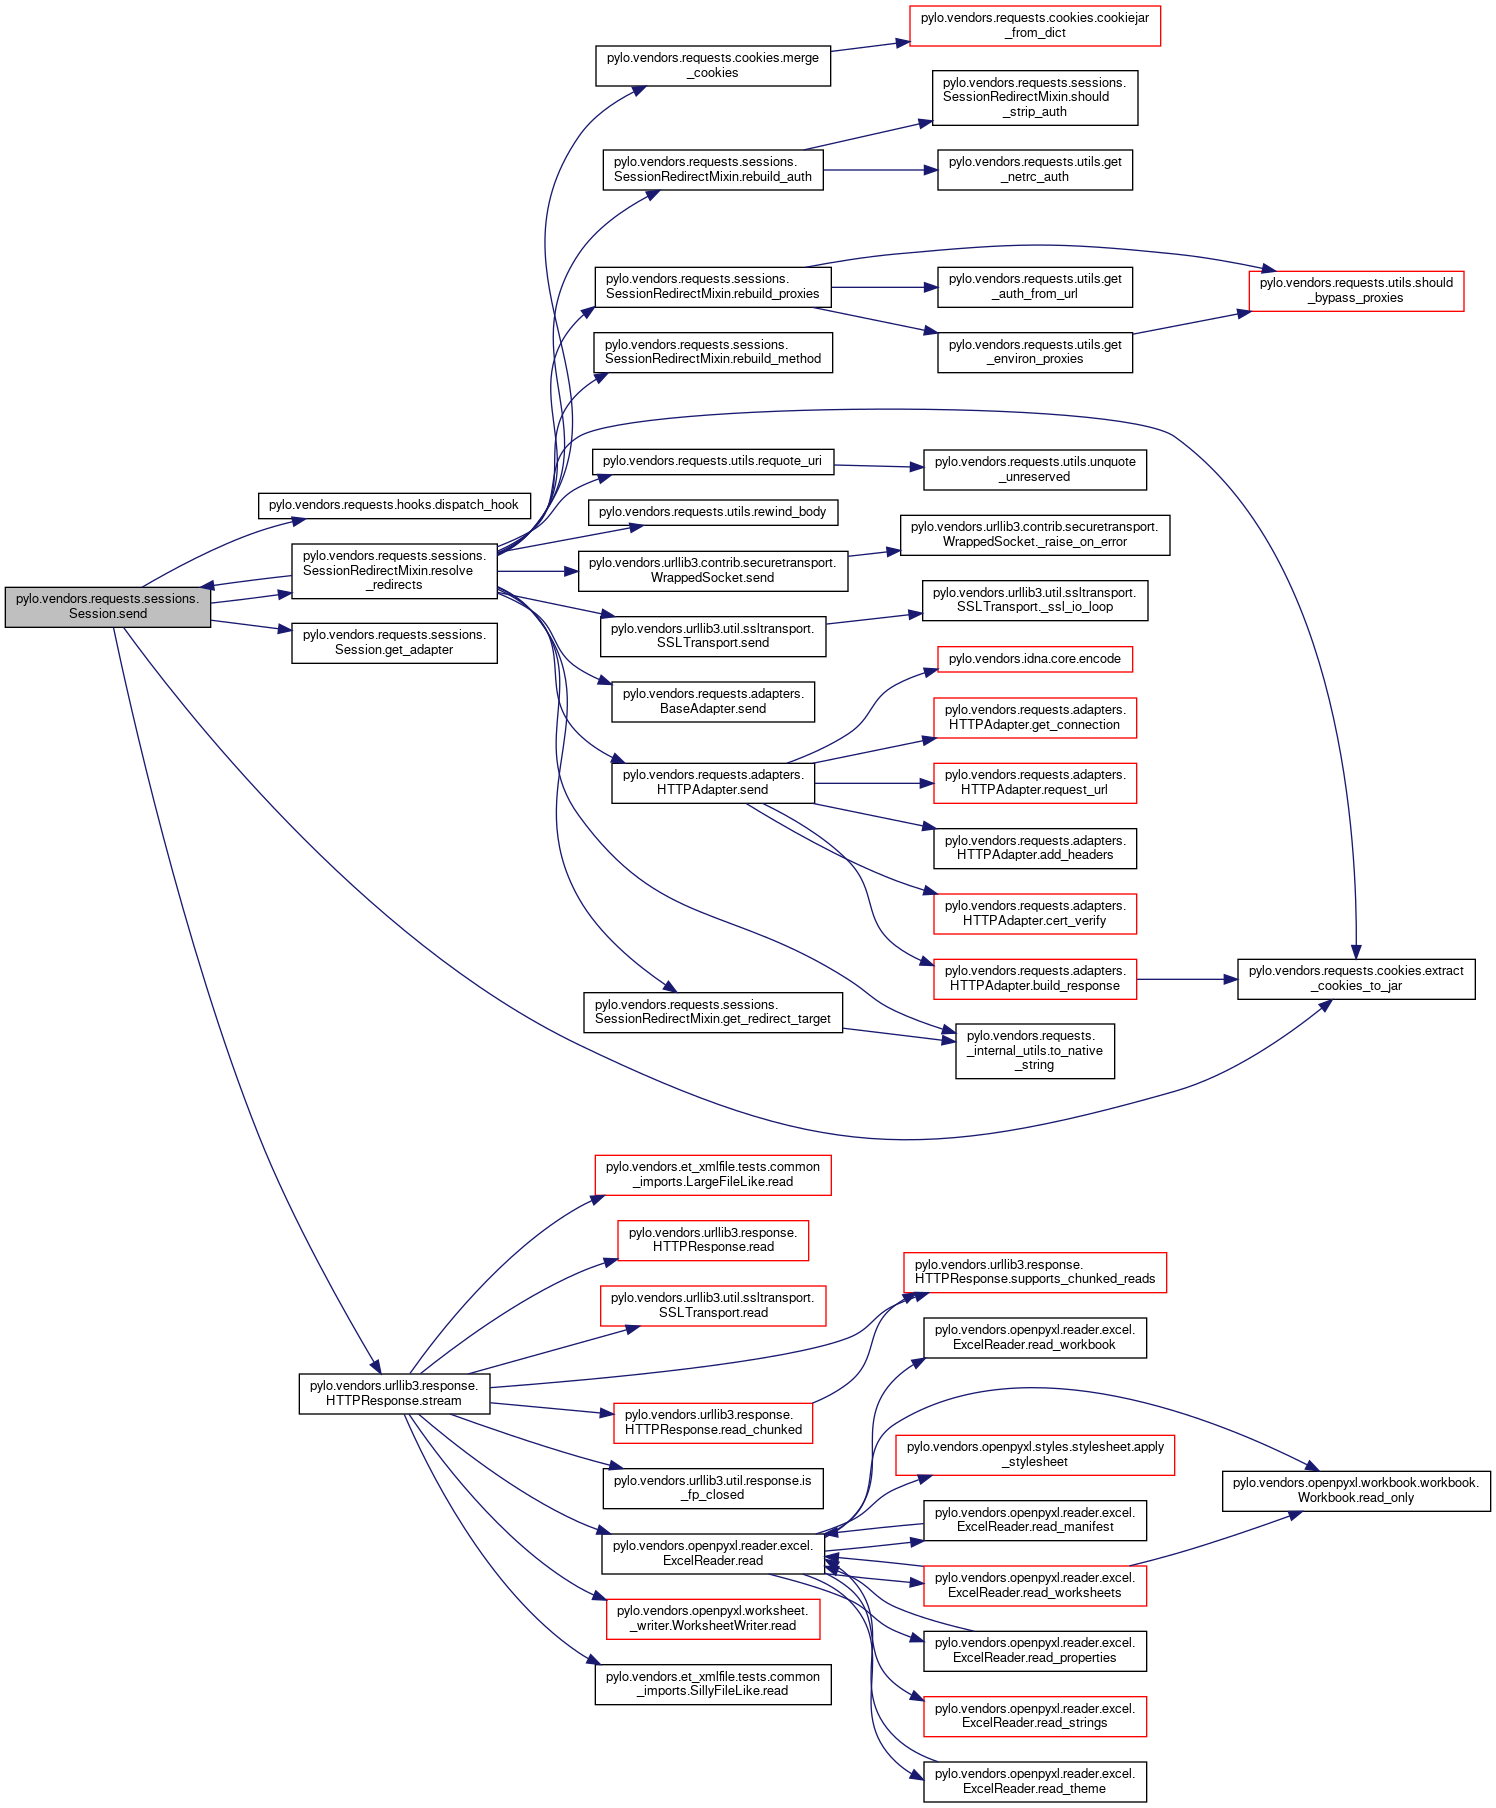 pylo.vendors.requests.cookies.cookiejar
_from_dict
pylo.vendors.requests.cookies.merge
_cookies
pylo.vendors.requests.sessions.
SessionRedirectMixin.should
_strip_auth
pylo.vendors.requests.sessions.
SessionRedirectMixin.rebuild_auth
pylo.vendors.requests.utils.get
_netrc_auth
pylo.vendors.requests.sessions.
SessionRedirectMixin.rebuild_proxies
pylo.vendors.requests.utils.get
_auth_from_url
pylo.vendors.requests.utils.should
_bypass_proxies
pylo.vendors.requests.sessions.
SessionRedirectMixin.rebuild_method
pylo.vendors.requests.utils.get
_environ_proxies
pylo.vendors.requests.utils.requote_uri
pylo.vendors.requests.utils.unquote
_unreserved
pylo.vendors.requests.hooks.dispatch_hook
pylo.vendors.requests.utils.rewind_body
pylo.vendors.urllib3.contrib.securetransport.
WrappedSocket._raise_on_error
pylo.vendors.requests.sessions.
SessionRedirectMixin.resolve
_redirects
pylo.vendors.urllib3.contrib.securetransport.
WrappedSocket.send
pylo.vendors.requests.sessions.
Session.send
pylo.vendors.urllib3.util.ssltransport.
SSLTransport._ssl_io_loop
pylo.vendors.requests.sessions.
Session.get_adapter
pylo.vendors.urllib3.util.ssltransport.
SSLTransport.send
pylo.vendors.idna.core.encode
pylo.vendors.requests.adapters.
BaseAdapter.send
pylo.vendors.requests.adapters.
HTTPAdapter.get_connection
pylo.vendors.requests.adapters.
HTTPAdapter.send
pylo.vendors.requests.adapters.
HTTPAdapter.request_url
pylo.vendors.requests.adapters.
HTTPAdapter.add_headers
pylo.vendors.requests.adapters.
HTTPAdapter.cert_verify
pylo.vendors.requests.adapters.
HTTPAdapter.build_response
pylo.vendors.requests.cookies.extract
_cookies_to_jar
pylo.vendors.requests.sessions.
SessionRedirectMixin.get_redirect_target
pylo.vendors.requests.
_internal_utils.to_native
_string
pylo.vendors.et_xmlfile.tests.common
_imports.LargeFileLike.read
pylo.vendors.urllib3.response.
HTTPResponse.read
pylo.vendors.urllib3.response.
HTTPResponse.supports_chunked_reads
pylo.vendors.urllib3.util.ssltransport.
SSLTransport.read
pylo.vendors.openpyxl.reader.excel.
ExcelReader.read_workbook
pylo.vendors.urllib3.response.
HTTPResponse.stream
pylo.vendors.urllib3.response.
HTTPResponse.read_chunked
pylo.vendors.openpyxl.styles.stylesheet.apply
_stylesheet
pylo.vendors.urllib3.util.response.is
_fp_closed
pylo.vendors.openpyxl.workbook.workbook.
Workbook.read_only
pylo.vendors.openpyxl.reader.excel.
ExcelReader.read_manifest
pylo.vendors.openpyxl.reader.excel.
ExcelReader.read
pylo.vendors.openpyxl.reader.excel.
ExcelReader.read_worksheets
pylo.vendors.openpyxl.worksheet.
_writer.WorksheetWriter.read
pylo.vendors.openpyxl.reader.excel.
ExcelReader.read_properties
pylo.vendors.et_xmlfile.tests.common
_imports.SillyFileLike.read
pylo.vendors.openpyxl.reader.excel.
ExcelReader.read_strings
pylo.vendors.openpyxl.reader.excel.
ExcelReader.read_theme